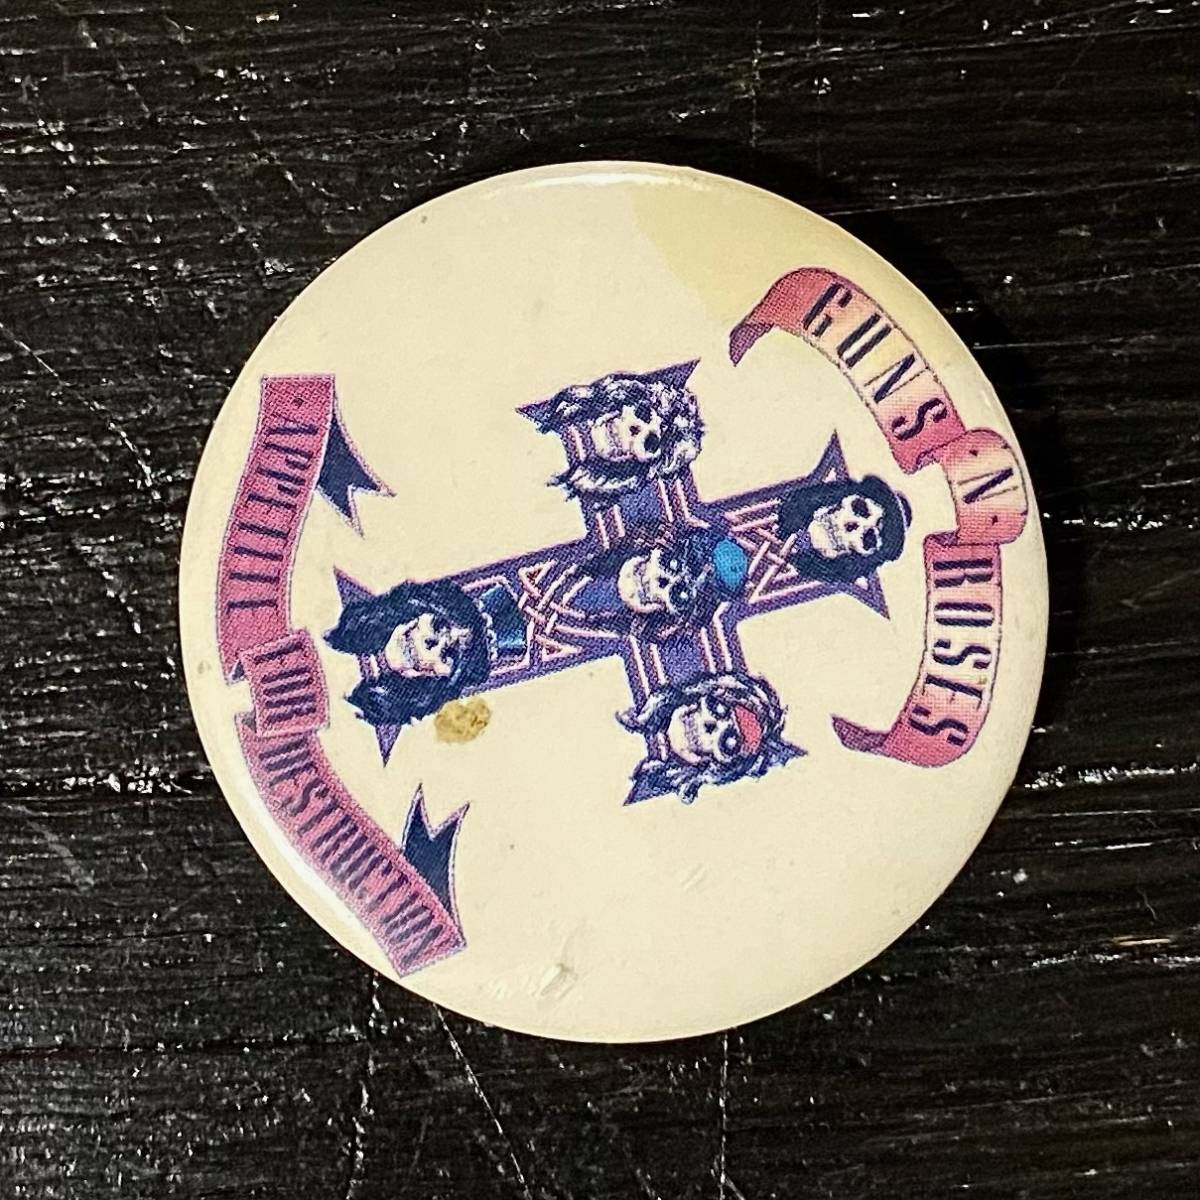 GUNS N' ROSES
APPETITE FOR DESTRUCTION